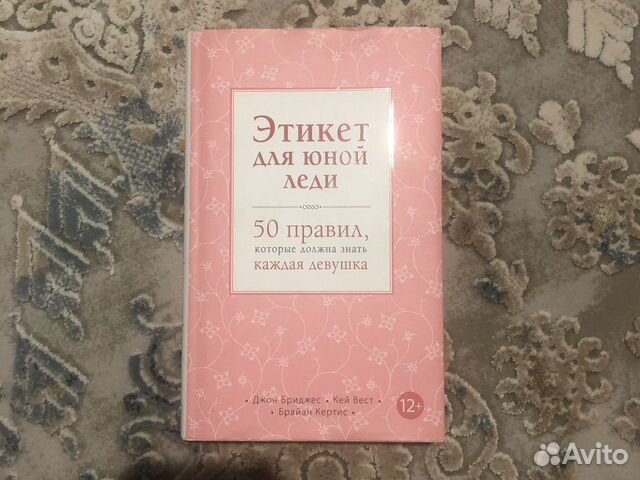 Этикет
для юной
леди
50 правил,
которые должна знать
каждая девушка
• Джон Бриджес • Кей Вест •
• Брайан Кертис •
12+
Avito